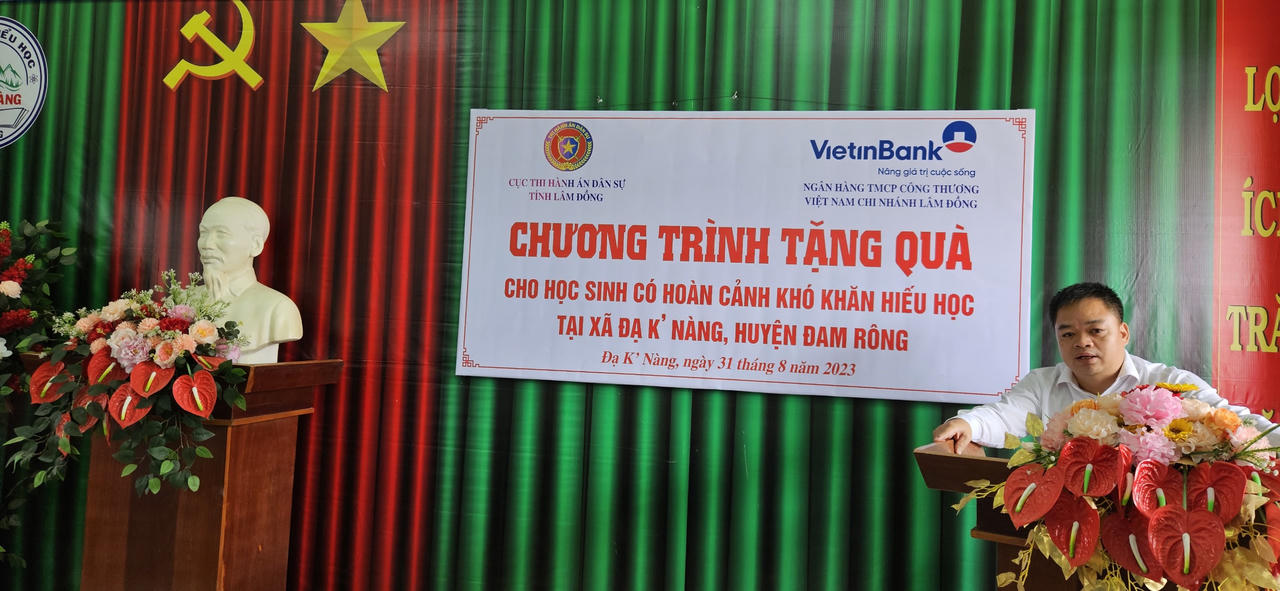 TIỂU HỌC
CỤC THI HÀNH ÁN DÂN SỰ
TỈNH LÂM ĐỒNG
VietinBank
Nâng giá trị cuộc sống
NGÂN HÀNG TMCP CÔNG THƯƠNG
VIỆT NAM CHI NHÁNH LÂM ĐỒNG
CHƯƠNG TRÌNH TẶNG QUÀ
CHO HỌC SINH CÓ HOÀN CẢNH KHÓ KHĂN HIẾU HỌC
TẠI XÃ ĐẠ K' NÀNG, HUYỆN ĐAM RÔNG
Đạ K' Nàng, ngày 31 tháng 8 năm 2023